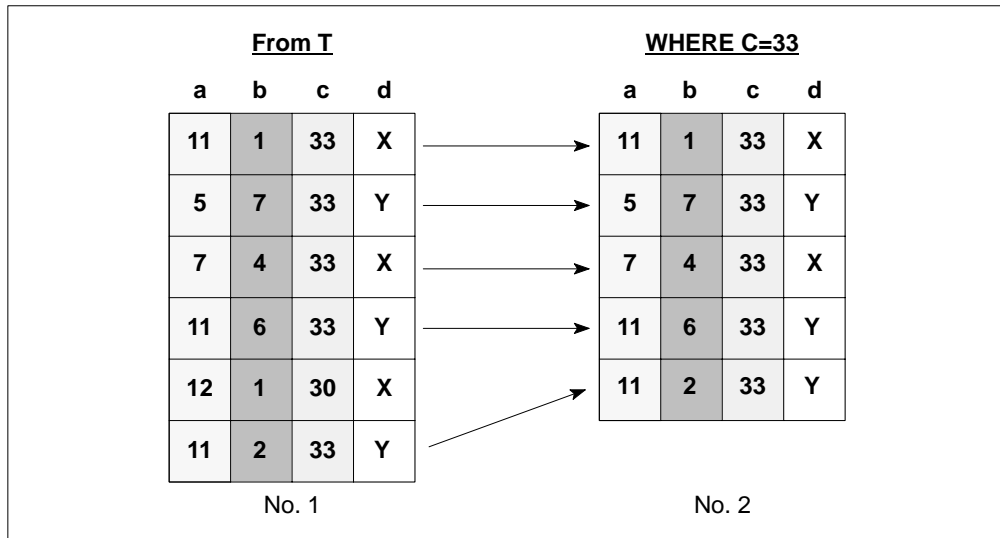 From T WHERE C=33
a b c d a b c d
11 1 33 X 11 1 33 X
5 7 33 Y 5 7 33 Y
7 4 33 X 7 4 33 X
11 6 33 Y 11 6 33 Y
12 1 30 X 11 2 33 Y
11 2 33 Y
No. 1 No. 2